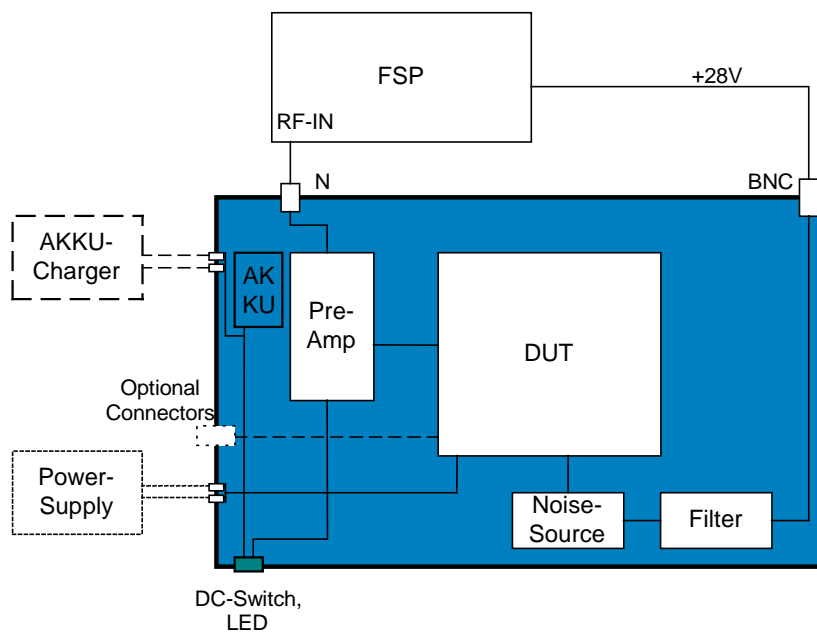 FSP
+28V
RF-IN
N
BNC
AKKU-
Charger
AK
KU
Pre-
Amp
DUT
Optional
Connectors
Power-
Supply
Noise-
Source
Filter
DC-Switch,
LED